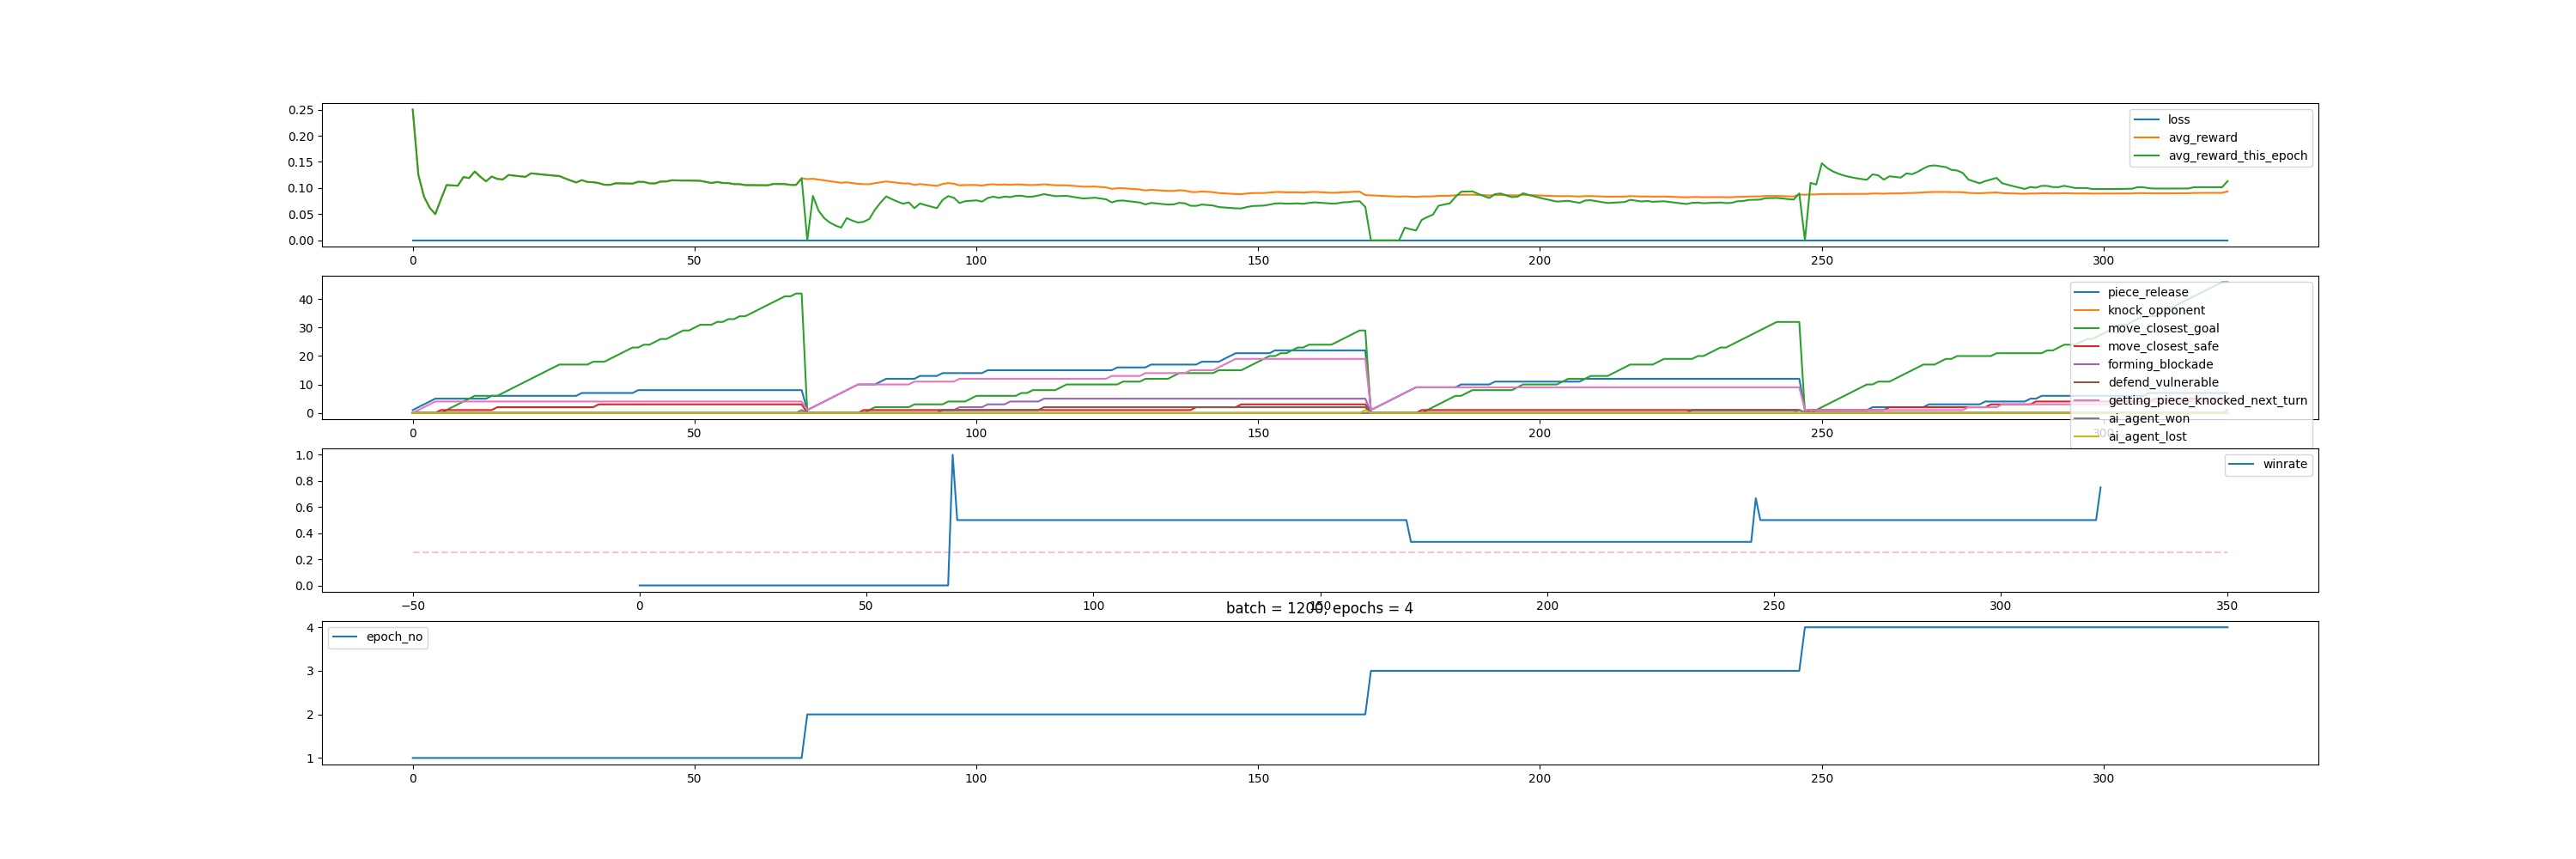 0.25
0.20
0.15
0.10
0.05
0.00
loss
avg_reward
avg_reward_this_epoch
0 50 100 150 200 250 300
40
30
20
10
0
piece_release
knock_opponent
move_closest_goal
move_closest_safe
forming_blockade
defend_vulnerable
getting_piece_knocked_next_turn
ai_agent_won
ai_agent_lost
0 50 100 150 200 250 300
1.0
0.8
0.6
0.4
0.2
0.0
winrate
−50 0 50 100 150 200 250 300 350
batch = 1200, epochs = 4
4
3
2
1
epoch_no
0 50 100 150 200 250 300